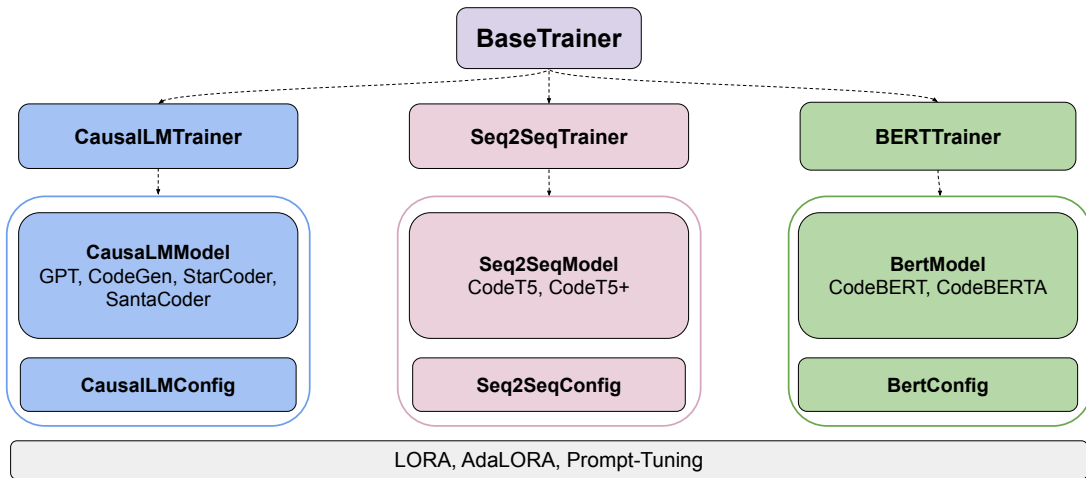 BaseTrainer
CausalLMTrainer
Seq2SeqTrainer
BERTTrainer
CausaLMModel
GPT, CodeGen, StarCoder,
SantaCoder
Seq2SeqModel
CodeT5, CodeT5+
BertModel
CodeBERT, CodeBERTA
CausalLMConfig
Seq2SeqConfig
BertConfig
LORA, AdaLORA, Prompt-Tuning